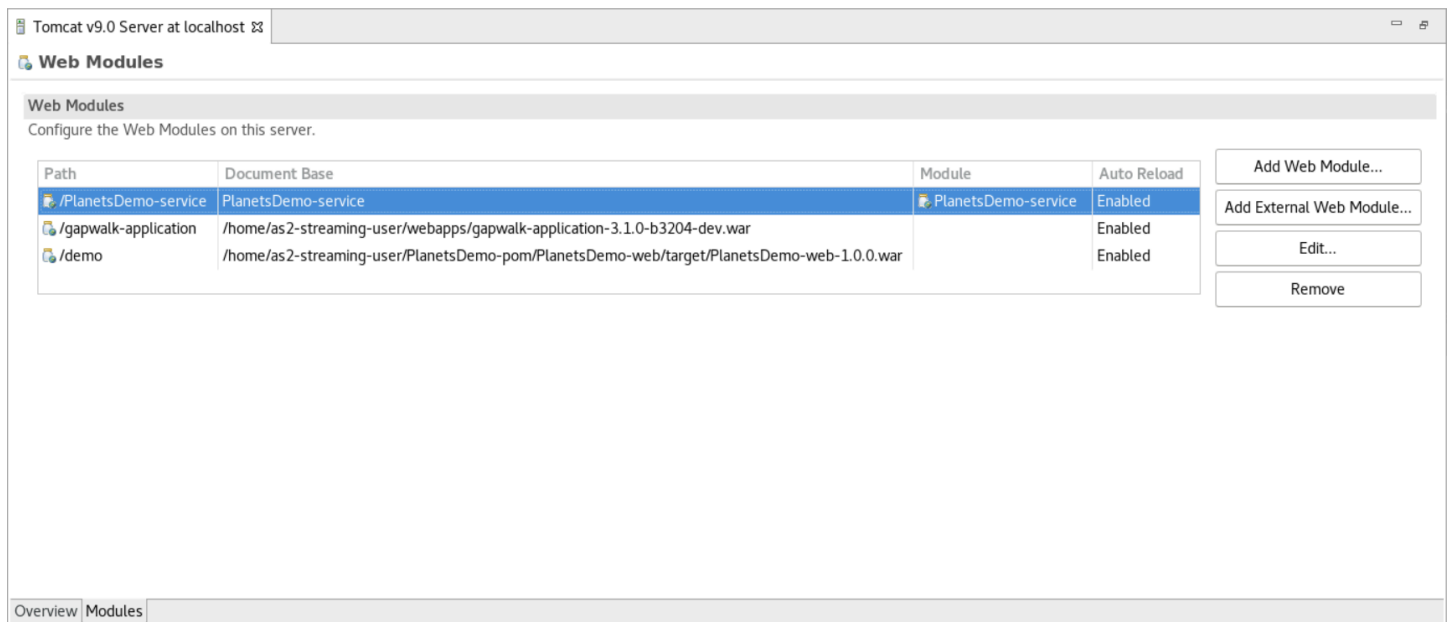 Tomcat v9.0 Server at localhost
Web Modules
Web Modules
Configure the Web Modules on this server.
Path Document Base Module Auto Reload
/PlanetsDemo-service PlanetsDemo-service PlanetsDemo-service Enabled
/gapwalk-application /home/as2-streaming-user/webapps/gapwalk-application-3.1.0-b3204-dev.war Enabled
/demo /home/as2-streaming-user/PlanetsDemo-pom/PlanetsDemo-web/target/PlanetsDemo-web-1.0.0.war Enabled
Add Web Module...
Add External Web Module...
Edit...
Remove
Overview Modules